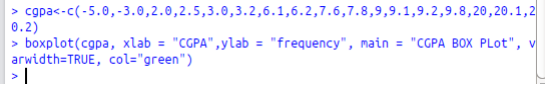 > cgpa<-c(-5.0,-3.0,2.0,2.5,3.0,3.2,6.1,6.2,7.6,7.8,9,9.1,9.2,9.8,20,20.1,2
0.2)
> boxplot(cgpa, xlab = "CGPA",ylab = "frequency", main = "CGPA BOX PLot", v
arwidth=TRUE, col="green")
>